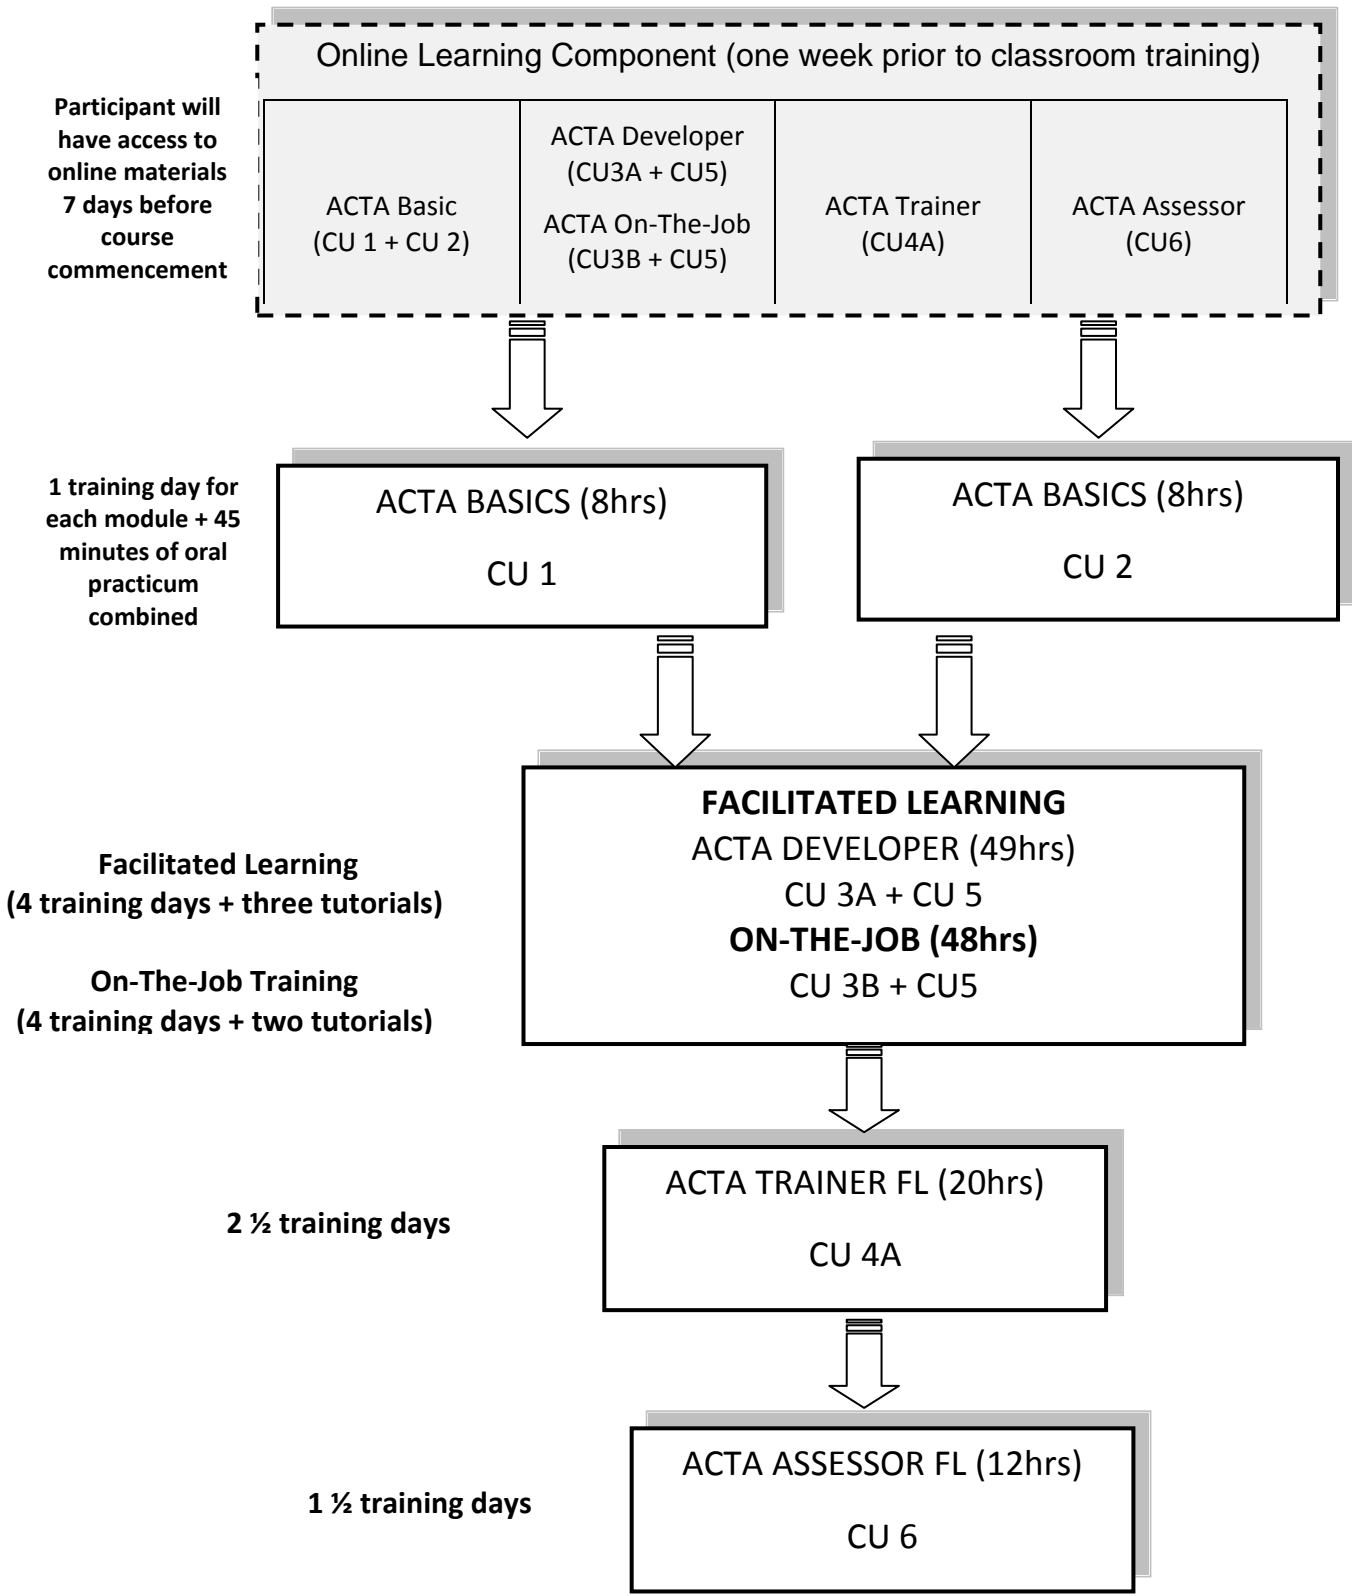 Online Learning Component (one week prior to classroom training)
Participant will
have access to
online materials
7 days before
course
commencement
ACTA Basic
(CU 1 + CU 2)
ACTA Developer
(CU3A + CU5)
ACTA On-The-Job
(CU3B + CU5)
ACTA Trainer
(CU4A)
ACTA Assessor
(CU6)
1 training day for
each module + 45
minutes of oral
practicum
combined
ACTA BASICS (8hrs)
CU 1
ACTA BASICS (8hrs)
CU 2
Facilitated Learning
(4 training days + three tutorials)
On-The-Job Training
(4 training days + two tutorials)
FACILITATED LEARNING
ACTA DEVELOPER (49hrs)
CU 3A + CU 5
ON-THE-JOB (48hrs)
CU 3B + CU5
2 ½ training days
ACTA TRAINER FL (20hrs)
CU 4A
1 ½ training days
ACTA ASSESSOR FL (12hrs)
CU 6